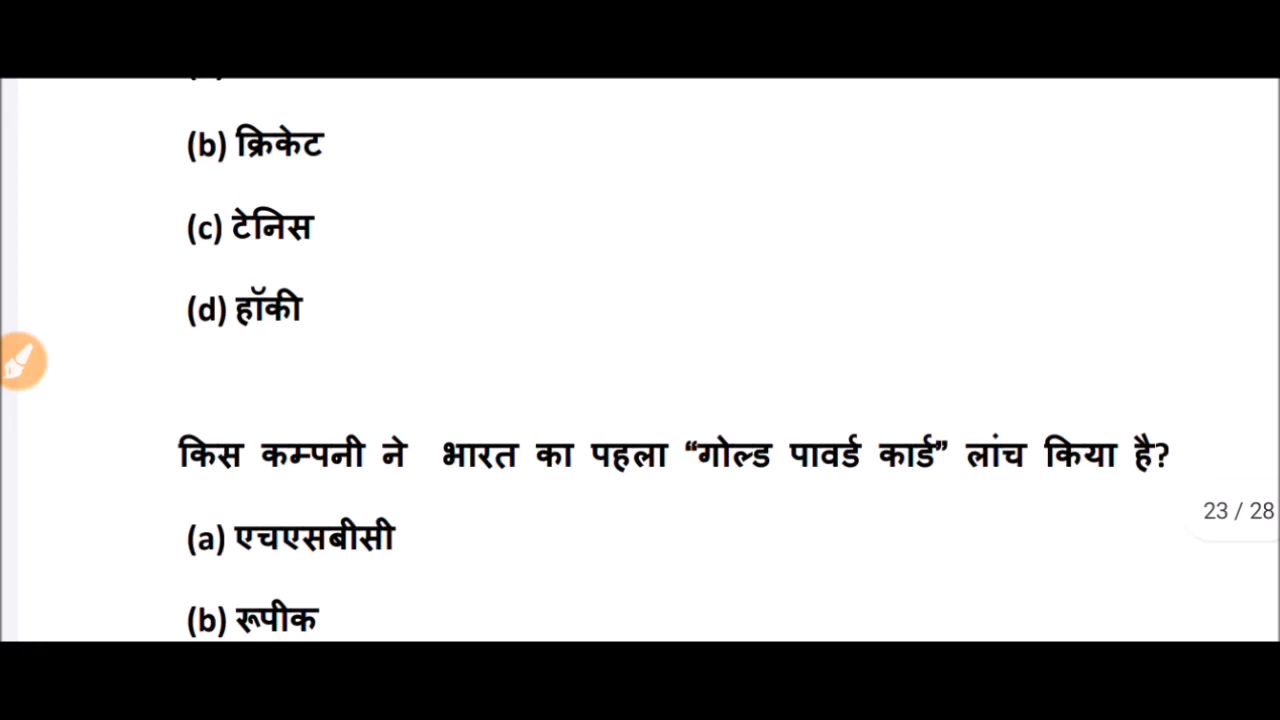 (b) क्रिकेट
(c) टेनिस
(d) हॉकी
किस कम्पनी ने भारत का पहला “गोल्ड पावर्ड कार्ड” लांच किया है?
23 / 28
(a) एचएसबीसी
(b) रूपीक